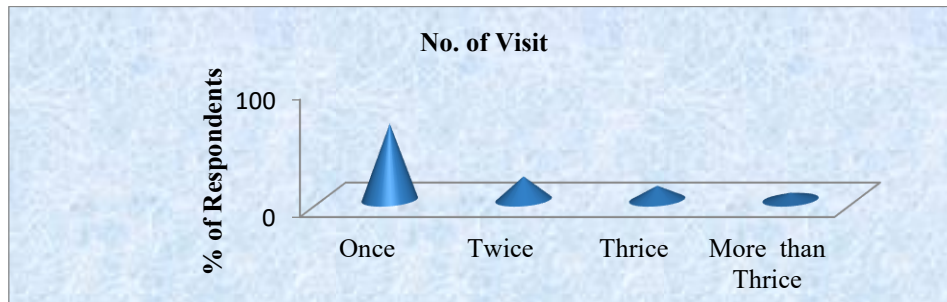 No. of Visit
% of Respondents
100
0
Once
Twice
Thrice
More than
Thrice